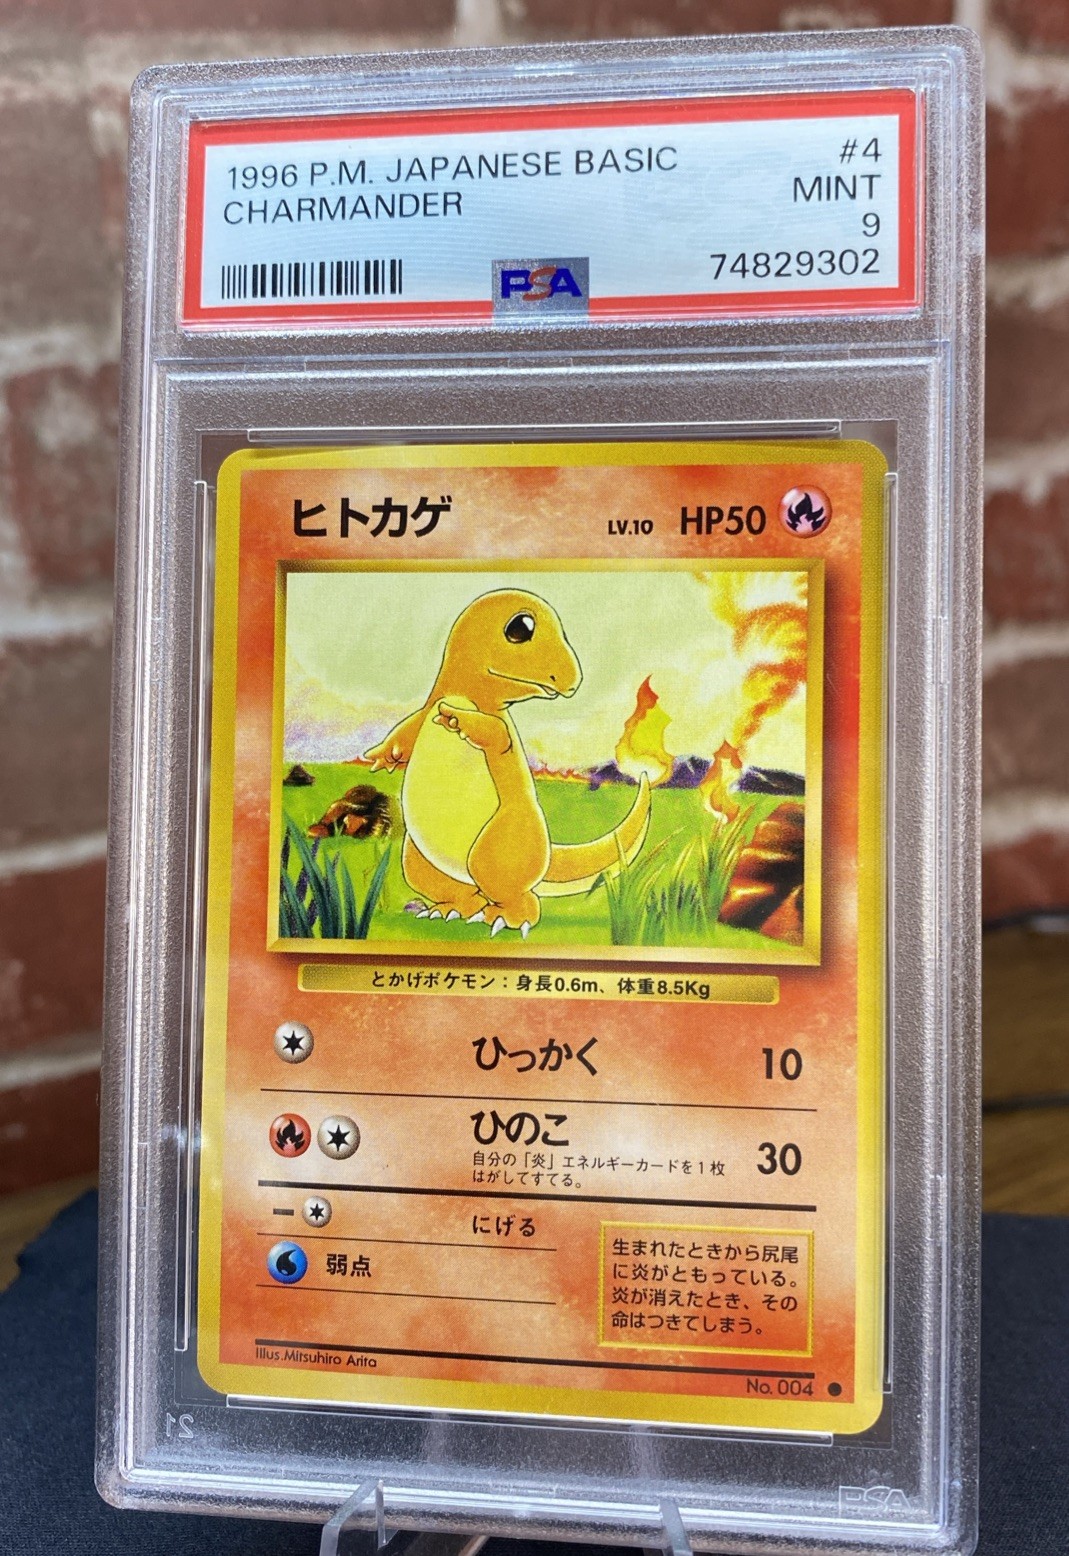 1996 P.M. JAPANESE BASIC #4
CHARMANDER MINT
9
PSA 74829302
ヒトカゲ LV.10 HP50
とかげポケモン：身長0.6m、体重8.5Kg
ひっかく 10
ひのこ 30
自分の「炎」エネルギーカードを1枚
はがしてすてる。
にげる
弱点
生まれたときから尻尾
に炎がともっている。
炎が消えたとき、その
命はつきてしまう。
Illus.Mitsuhiro Arita
No. 004 ●
21
PSA